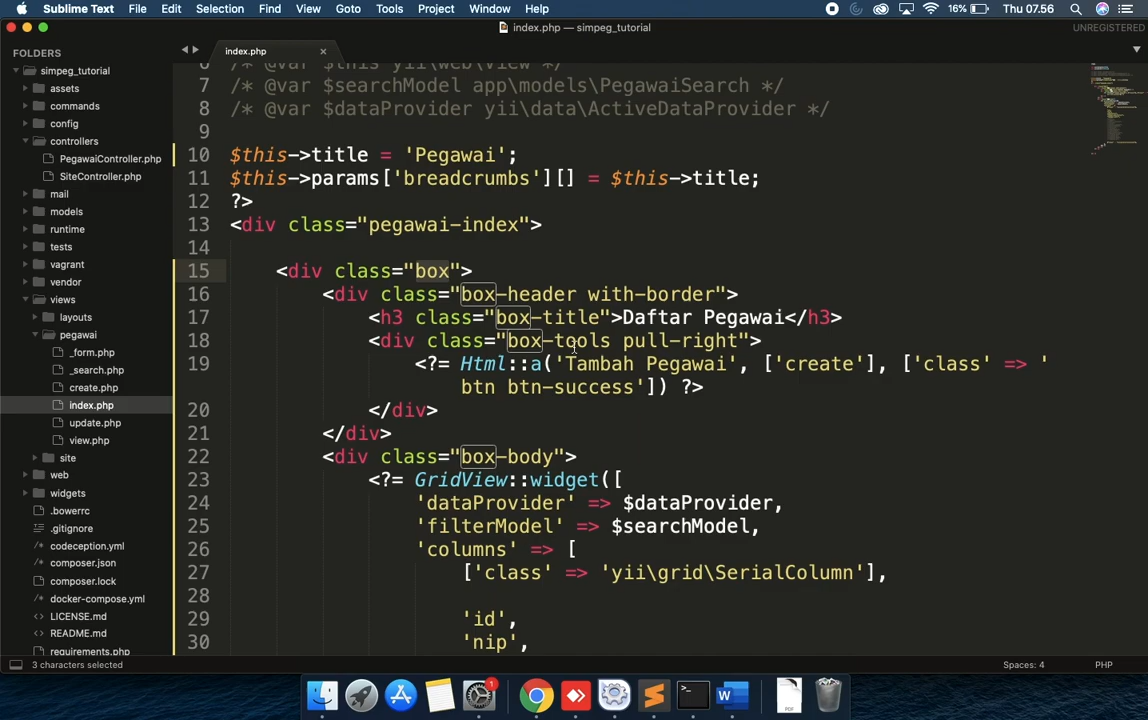 Sublime Text File Edit Selection Find View Goto Tools Project Window Help 16% Thu 07.56
index.php — simpeg_tutorial UNREGISTERED
FOLDERS
simpeg_tutorial
assets
commands
config
controllers
PegawaiController.php
SiteController.php
mail
models
runtime
tests
vagrant
vendor
views
layouts
pegawai
_form.php
_search.php
create.php
index.php
update.php
view.php
site
web
widgets
.bowerrc
.gitignore
codeception.yml
composer.json
composer.lock
docker-compose.yml
LICENSE.md
README.md
requirements.php
index.php ×
6 /* @var $this yii\web\View */
7 /* @var $searchModel app\models\PegawaiSearch */
8 /* @var $dataProvider yii\data\ActiveDataProvider */
9
10 $this->title = 'Pegawai';
11 $this->params['breadcrumbs'][] = $this->title;
12 ?>
13 <div class="pegawai-index">
14
15 <div class="box">
16 <div class="box-header with-border">
17 <h3 class="box-title">Daftar Pegawai</h3>
18 <div class="box-tools pull-right">
19 <?= Html::a('Tambah Pegawai', ['create'], ['class' => '
btn btn-success']) ?>
20 </div>
21 </div>
22 <div class="box-body">
23 <?= GridView::widget([
24 'dataProvider' => $dataProvider,
25 'filterModel' => $searchModel,
26 'columns' => [
27 ['class' => 'yii\grid\SerialColumn'],
28
29 'id',
30 'nip',
3 characters selected Spaces: 4 PHP
1